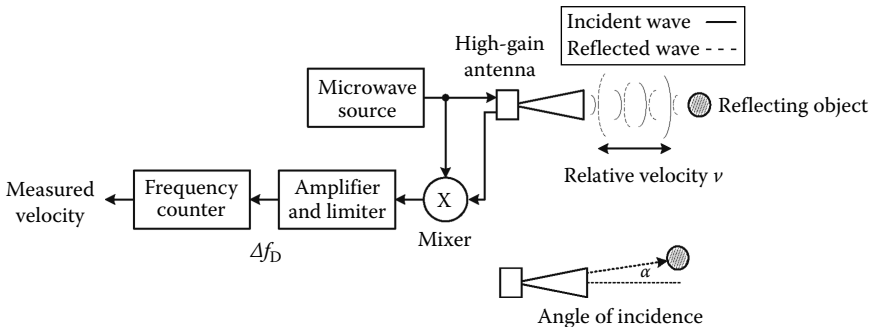 Incident wave
Reflected wave
High-gain
antenna
Microwave
source
Reflecting object
Relative velocity ν
Measured
velocity
Frequency
counter
Amplifier
and limiter
X
Mixer
Δf_D
α
Angle of incidence